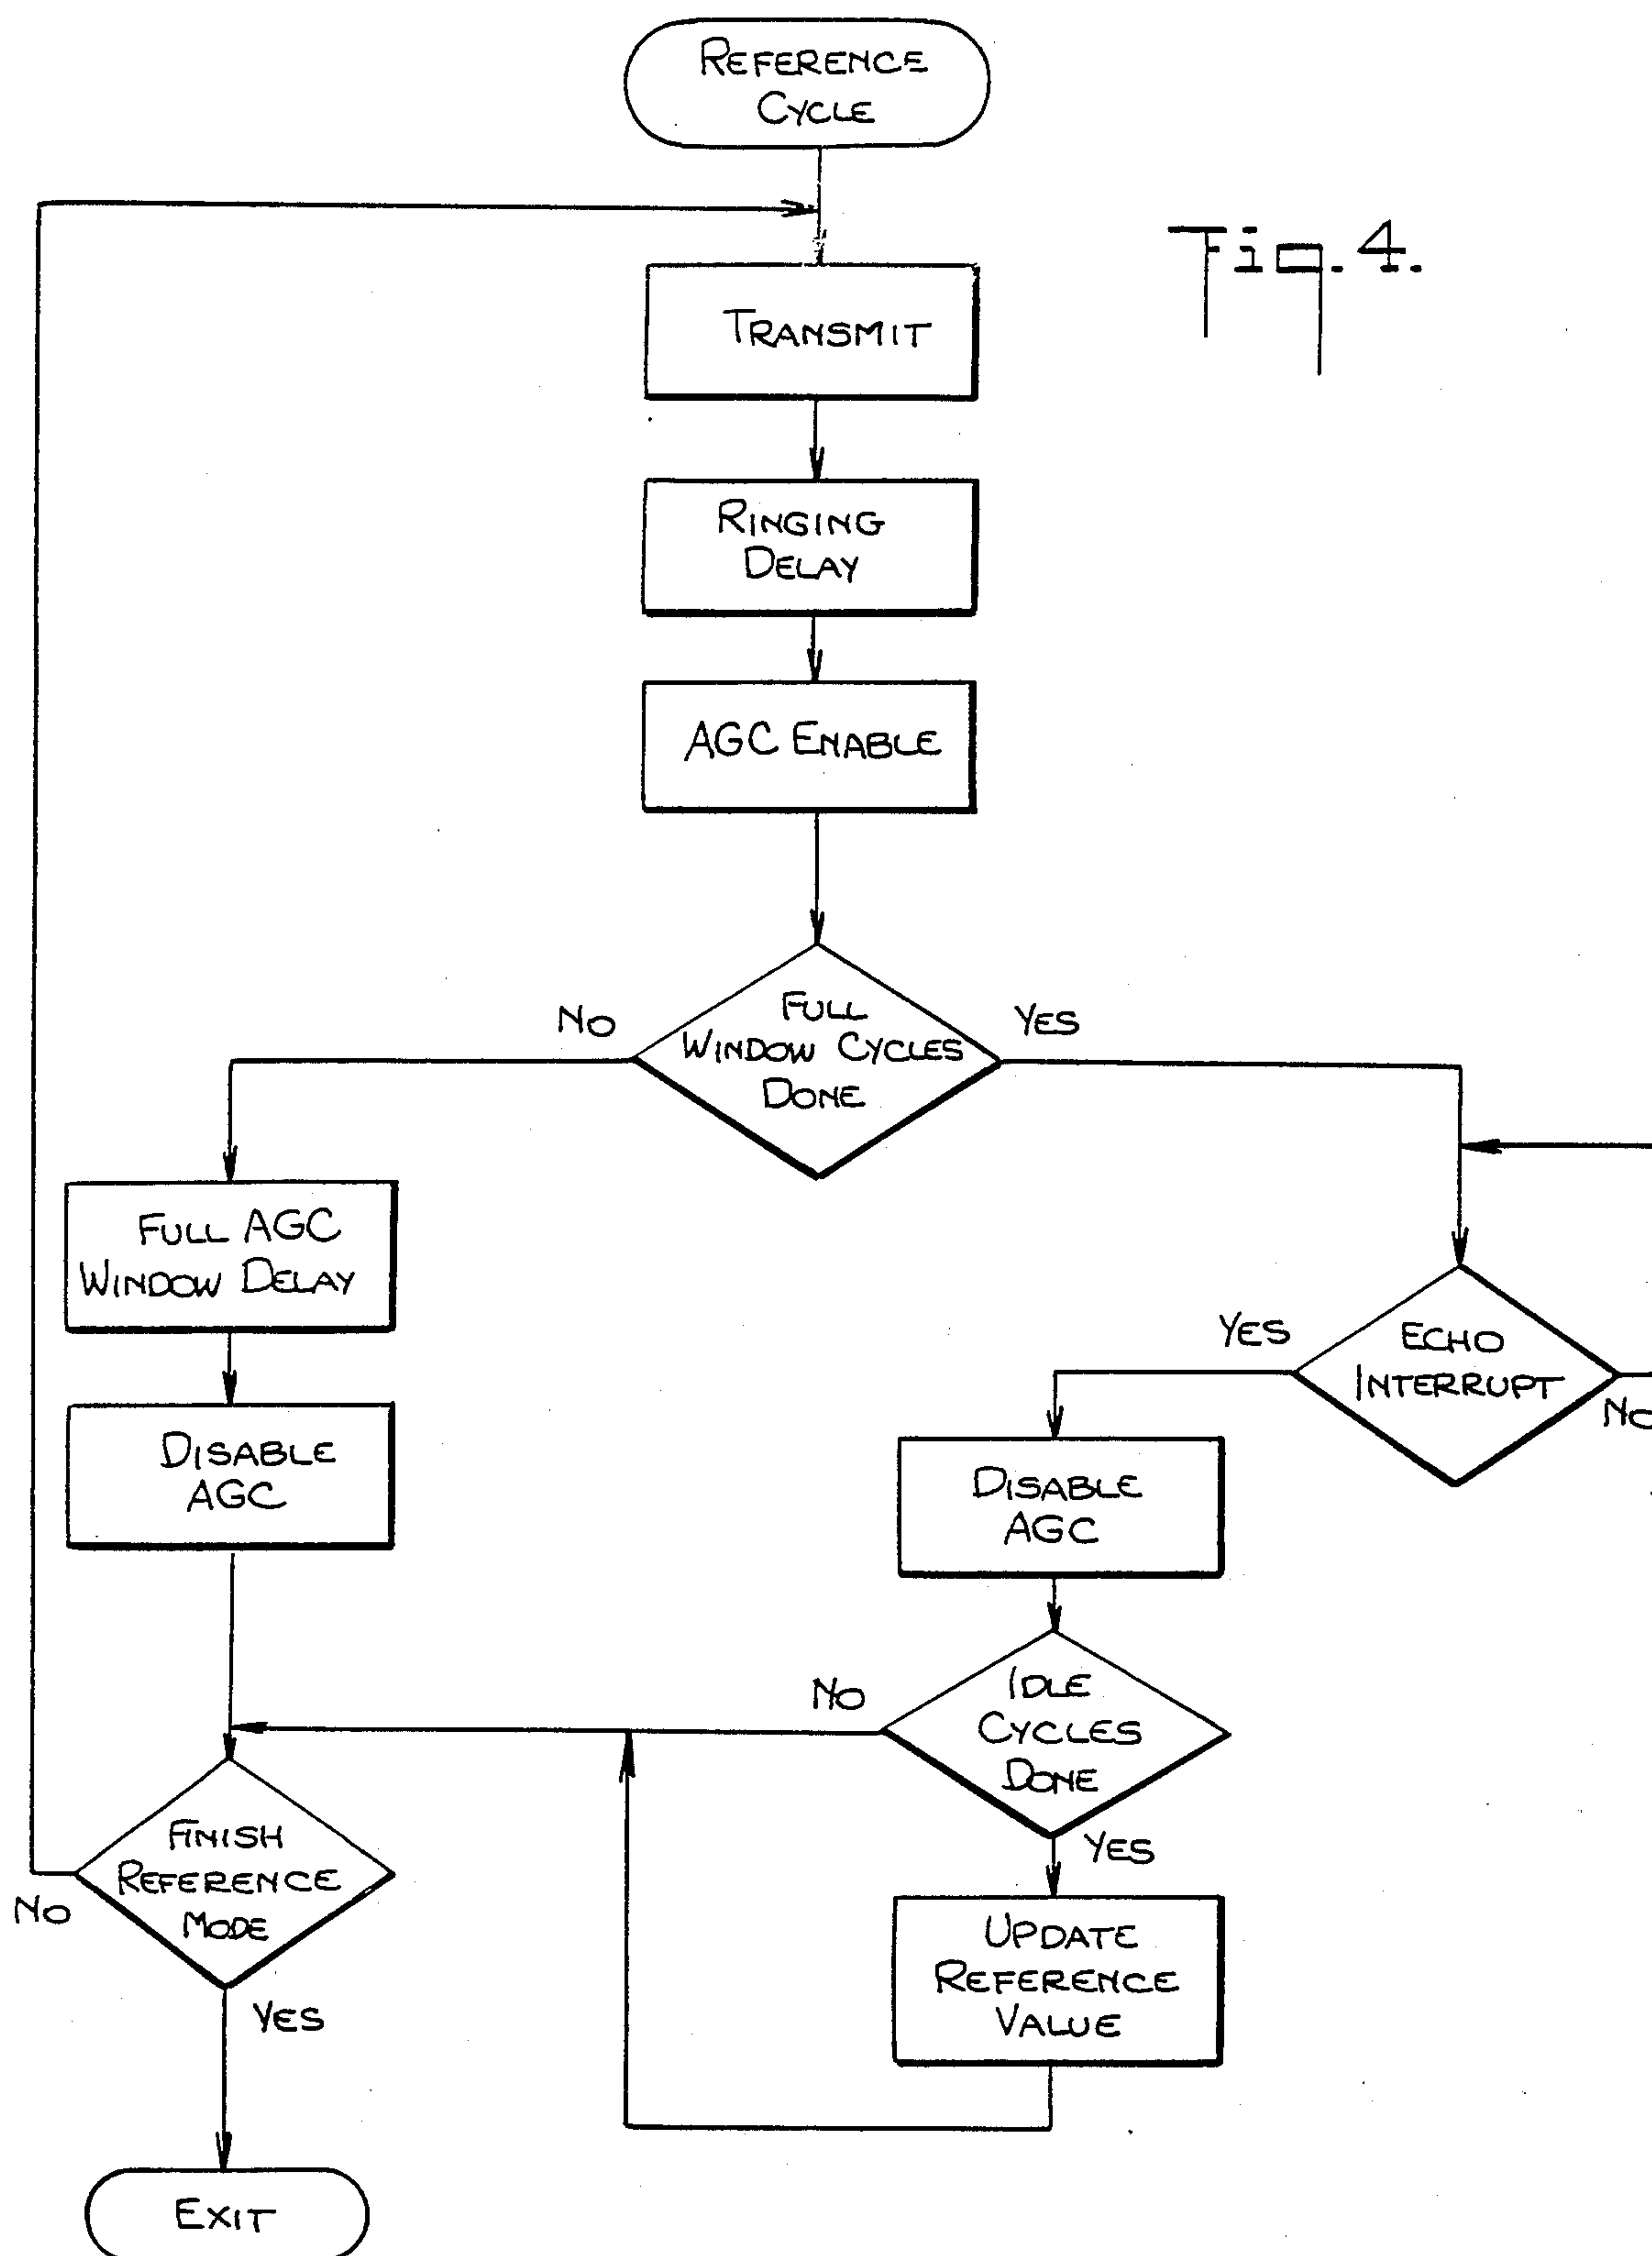 REFERENCE
CYCLE
Fig. 4.
TRANSMIT
RINGING
DELAY
AGC ENABLE
FULL
WINDOW CYCLES
DONE
NO
YES
FULL AGC
WINDOW DELAY
ECHO
INTERRUPT
YES
NO
DISABLE
AGC
DISABLE
AGC
IDLE
CYCLES
DONE
NO
YES
FINISH
REFERENCE
MODE
NO
YES
UPDATE
REFERENCE
VALUE
EXIT